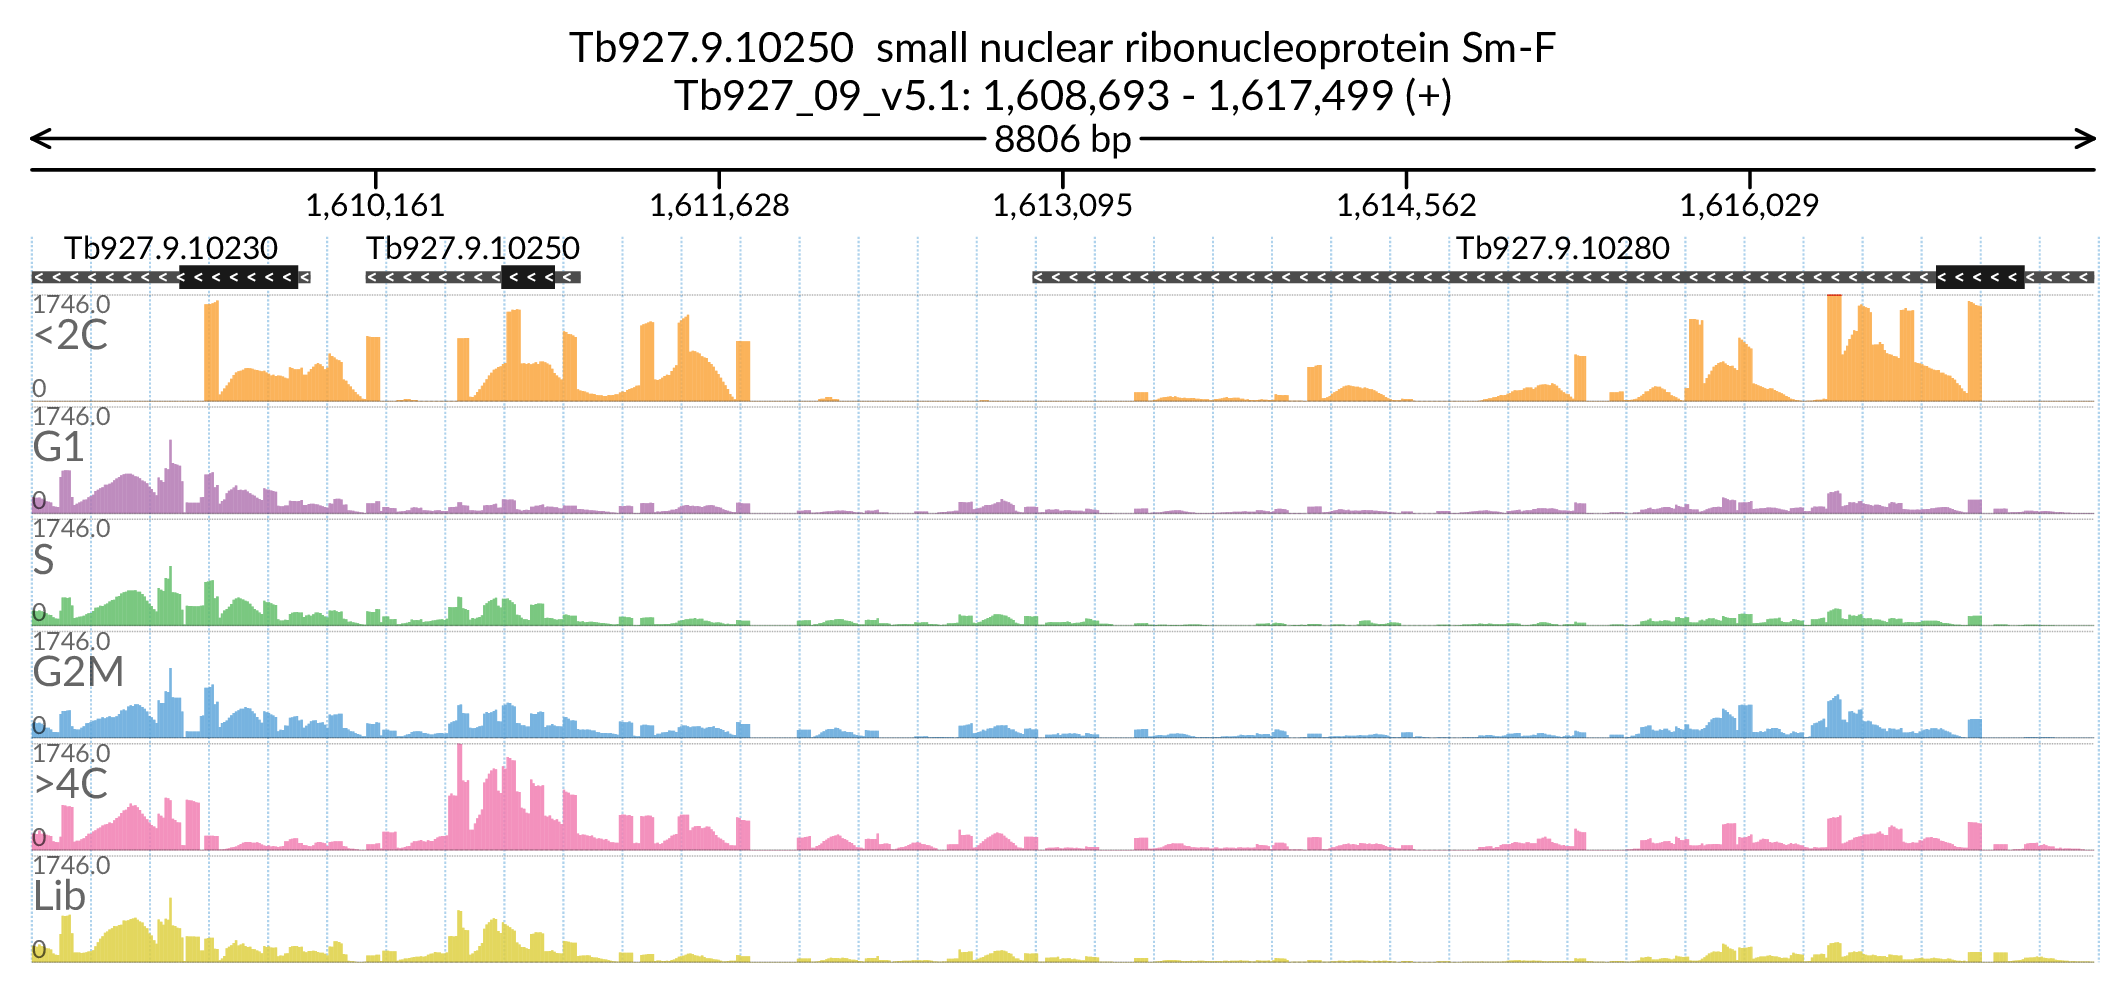 Tb927.9.10250 small nuclear ribonucleoprotein Sm-F
Tb927_09_v5.1: 1,608,693 - 1,617,499 (+)
8806 bp
1,610,161 1,611,628 1,613,095 1,614,562 1,616,029
Tb927.9.10230 Tb927.9.10250 Tb927.9.10280
1746.0
<2C
0
1746.0
G1
0
1746.0
S
0
1746.0
G2M
0
1746.0
>4C
0
1746.0
Lib
0